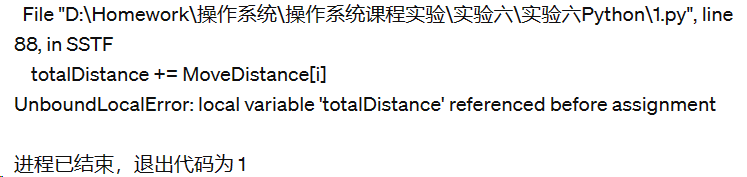 File "D:\Homework\操作系统\操作系统课程实验\实验六\实验六Python\1.py", line
88, in SSTF
totalDistance += MoveDistance[i]
UnboundLocalError: local variable 'totalDistance' referenced before assignment
进程已结束，退出代码为 1